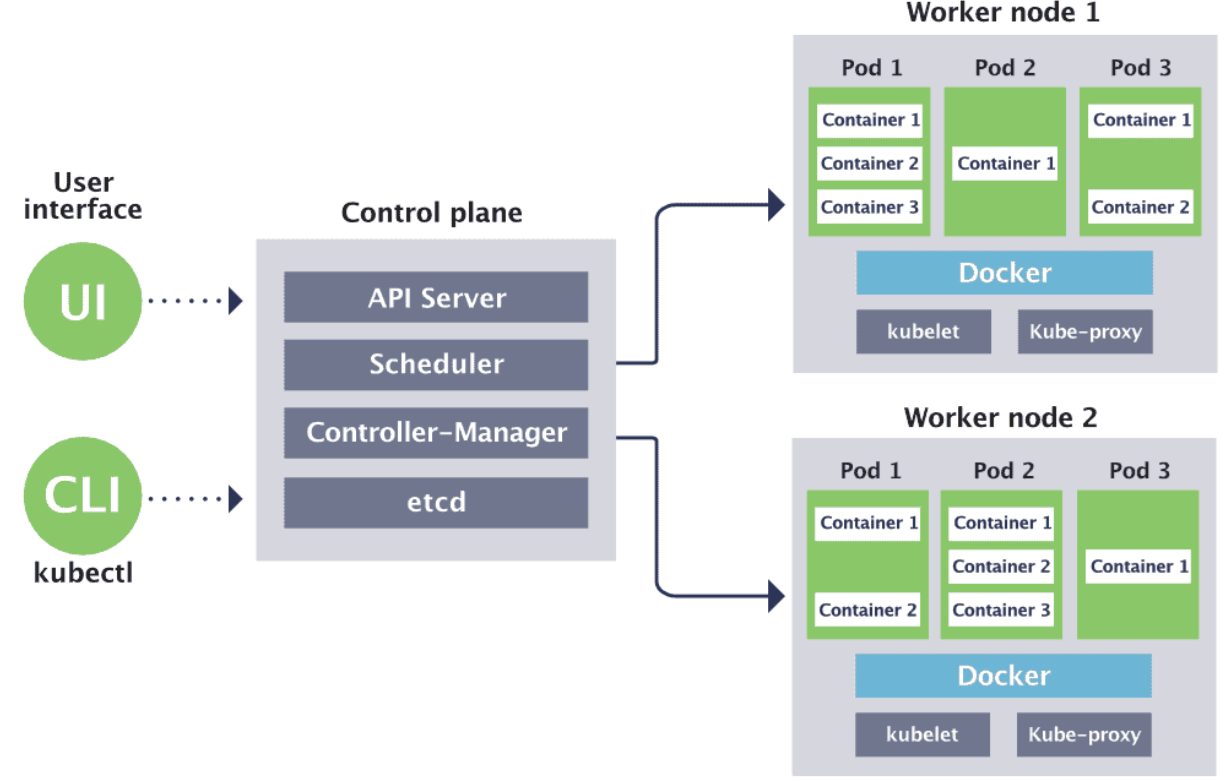 User
interface
UI
CLI
kubectl
Control plane
API Server
Scheduler
Controller-Manager
etcd
Worker node 1
Pod 1
Container 1
Container 2
Container 3
Pod 2
Container 1
Pod 3
Container 1
Container 2
Docker
kubelet
Kube-proxy
Worker node 2
Pod 1
Container 1
Container 2
Pod 2
Container 1
Container 2
Container 3
Pod 3
Container 1
Docker
kubelet
Kube-proxy